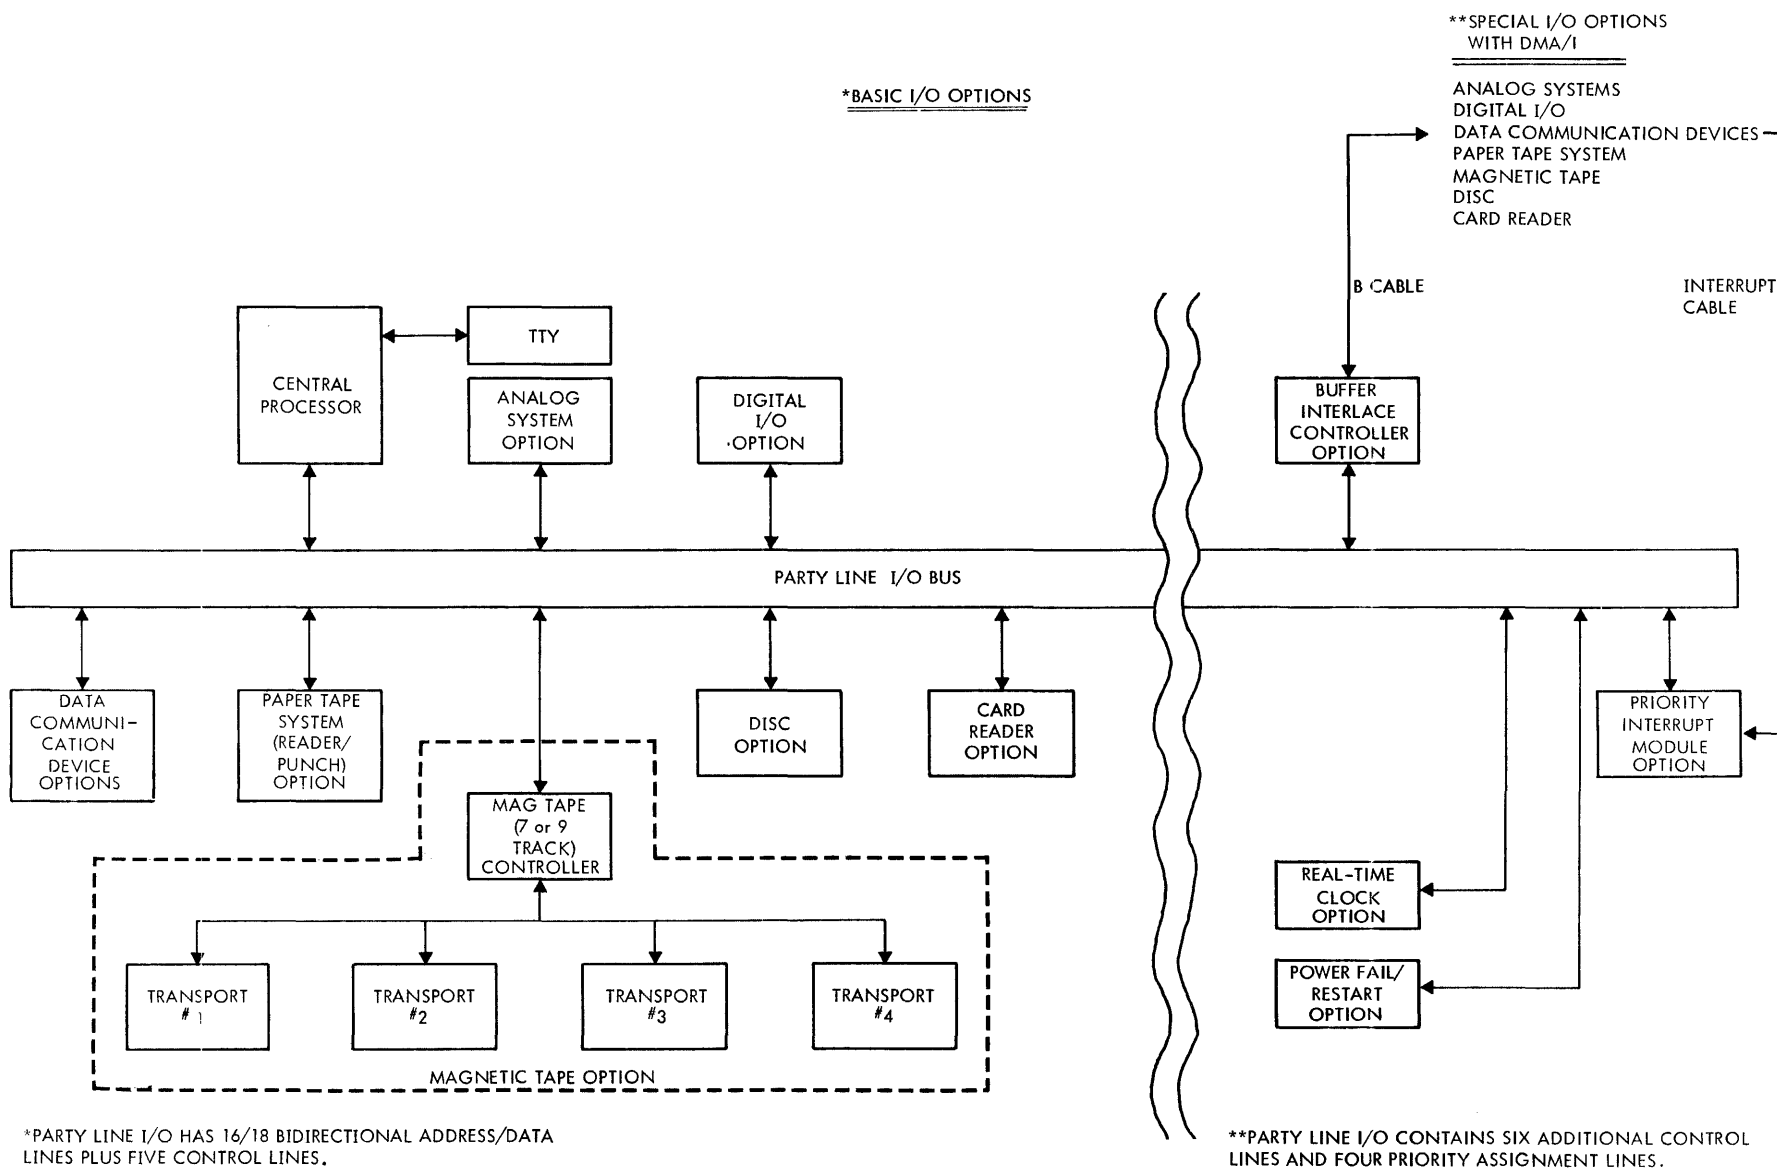 **SPECIAL I/O OPTIONS
WITH DMA/I
*BASIC I/O OPTIONS
ANALOG SYSTEMS
DIGITAL I/O
DATA COMMUNICATION DEVICES
PAPER TAPE SYSTEM
MAGNETIC TAPE
DISC
CARD READER
B CABLE
INTERRUPT
CABLE
CENTRAL
PROCESSOR
TTY
ANALOG
SYSTEM
OPTION
DIGITAL
I/O
OPTION
BUFFER
INTERLACE
CONTROLLER
OPTION
PARTY LINE I/O BUS
DATA
COMMUNI-
CATION
DEVICE
OPTIONS
PAPER TAPE
SYSTEM
(READER/
PUNCH)
OPTION
DISC
OPTION
CARD
READER
OPTION
PRIORITY
INTERRUPT
MODULE
OPTION
MAG TAPE
(7 or 9
TRACK)
CONTROLLER
REAL-TIME
CLOCK
OPTION
POWER FAIL/
RESTART
OPTION
TRANSPORT
#1
TRANSPORT
#2
TRANSPORT
#3
TRANSPORT
#4
MAGNETIC TAPE OPTION
*PARTY LINE I/O HAS 16/18 BIDIRECTIONAL ADDRESS/DATA
LINES PLUS FIVE CONTROL LINES.
**PARTY LINE I/O CONTAINS SIX ADDITIONAL CONTROL
LINES AND FOUR PRIORITY ASSIGNMENT LINES.